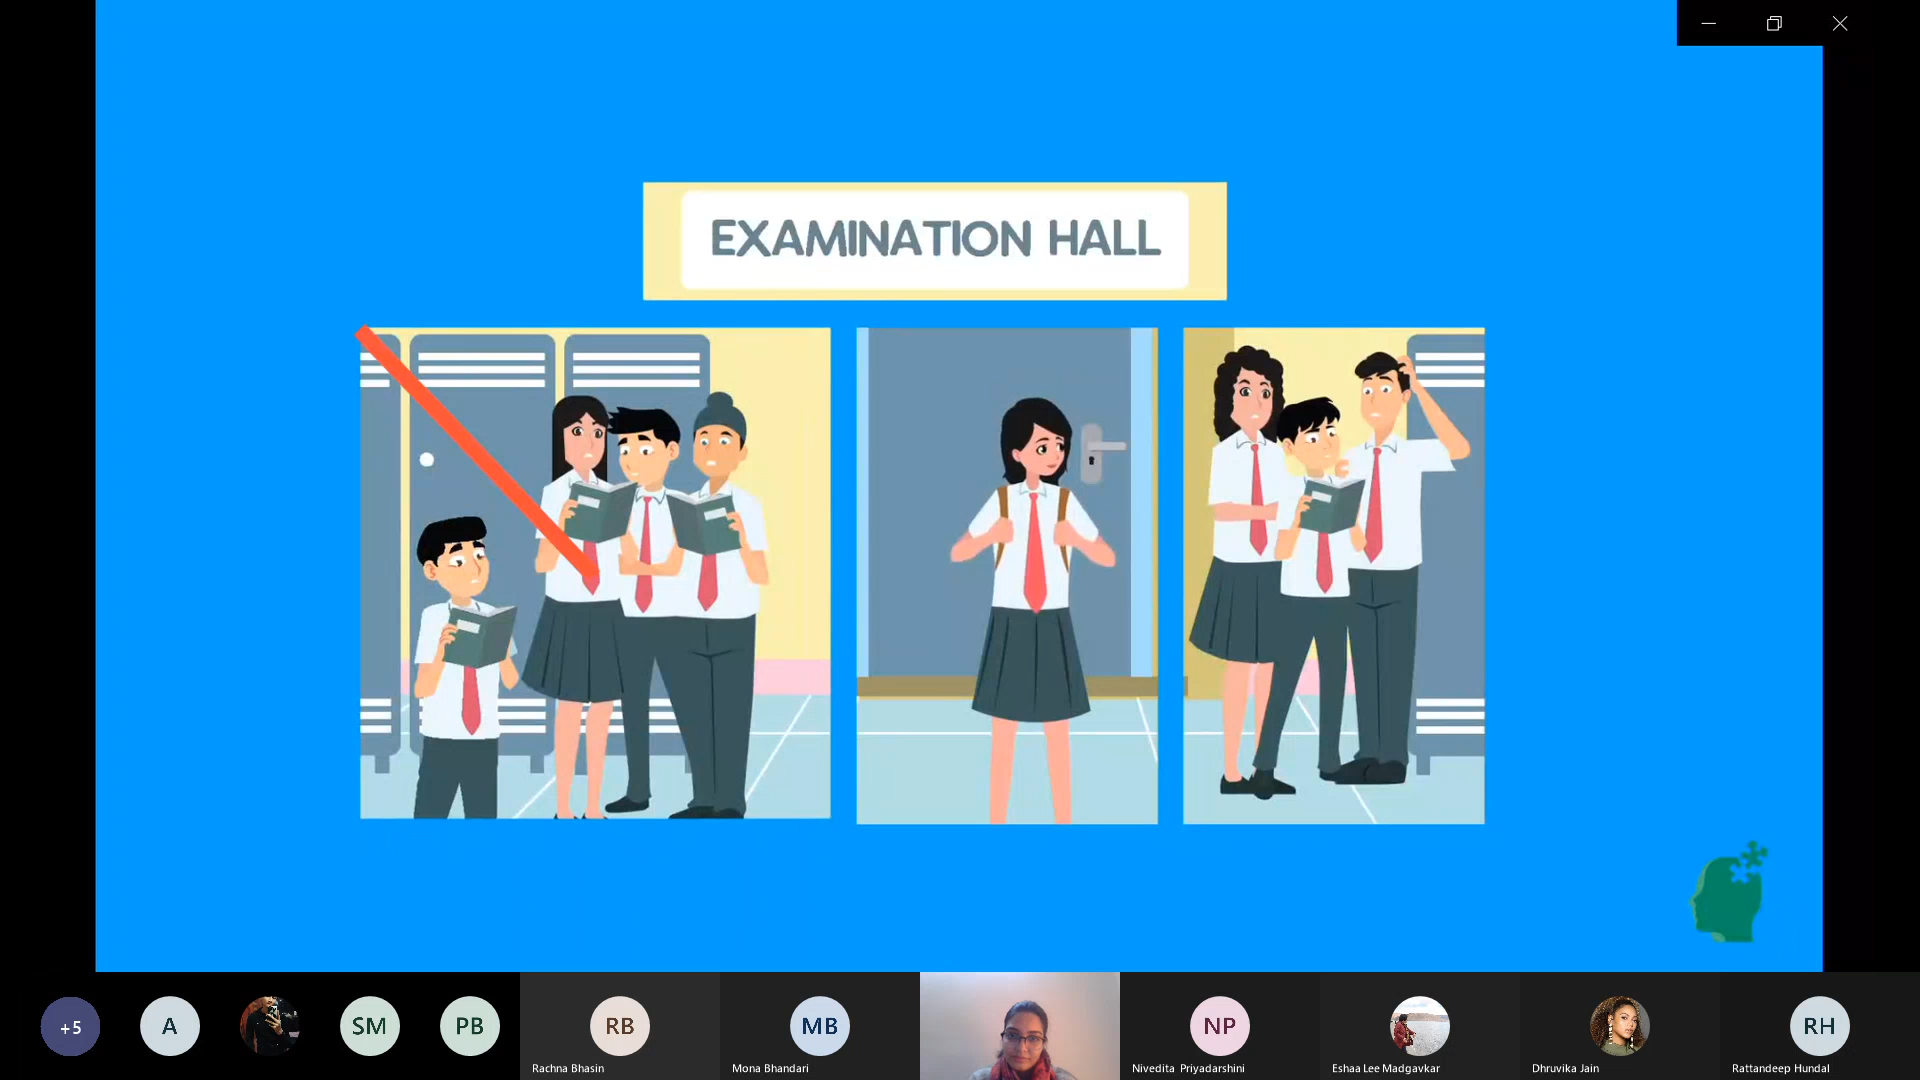 EXAMINATION HALL
+5
A
SM
PB
RB
Rachna Bhasin
MB
Mona Bhandari
NP
Nivedita Priyadarshini
Eshaa Lee Madgavkar
Dhruvika Jain
RH
Rattandeep Hundal